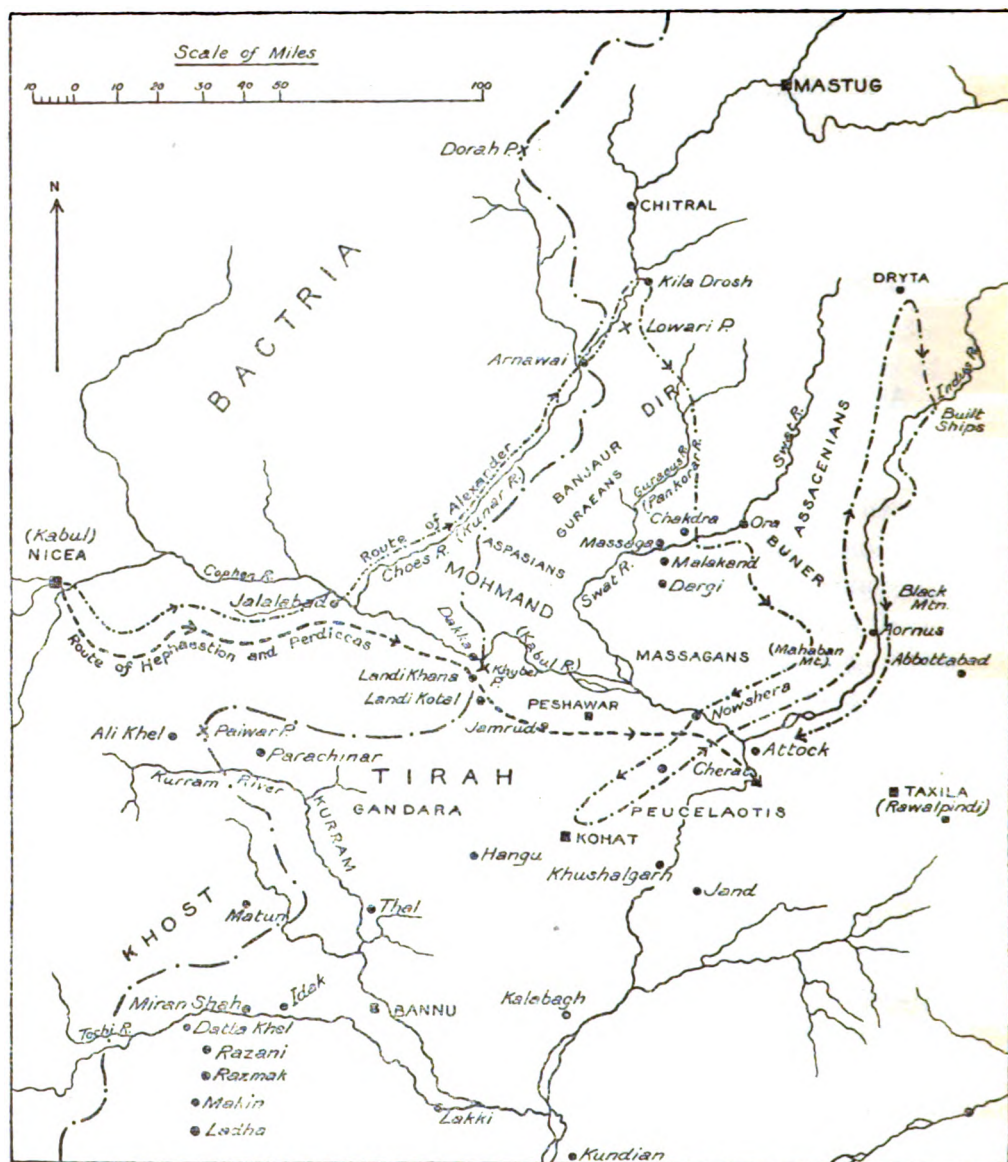 Scale of Miles
10 0 10 20 30 40 50 100
N
MASTUG
Dorah P.
CHITRAL
BACTRIA
Kila Drosh
DRYTA
Lowari P.
Arnawai
Indus R.
Built
Ships
DIR
Swat R.
ASSACENIANS
Route of Alexander
Choes R. (Kunar R.)
BANJAUR
GURAEANS
Guraeus R.
(Pankora R.)
(Kabul)
NICEA
Chakdra
Ora
Massaga
ASPASIANS
BUNER
Cophen R.
Malakand
Swat R.
Dargi
MOHMAND
Jalalabad
Black
Mtn.
Aornus
Route of Hephaestion and Perdiccas
Dakka
(Kabul R.)
Khyber
P.
MASSAGANS
(Mahaban
Mt.)
Abbottabad
Landi Khana
Landi Kotal
PESHAWAR
Nowshera
Jamrud
Ali Khel
Paiwar P.
Parachinar
Attock
Cherat
TIRAH
Kurram River
KURRAM
GANDARA
PEUCELAOTIS
TAXILA
(Rawalpindi)
KOHAT
Hangu
Khushalgarh
Jand
KHOST
Matun
Thal
Miran Shah
Idak
BANNU
Kalabagh
Tochi R.
Datta Khel
Razani
Razmak
Makin
Lakki
Ladha
Kundian